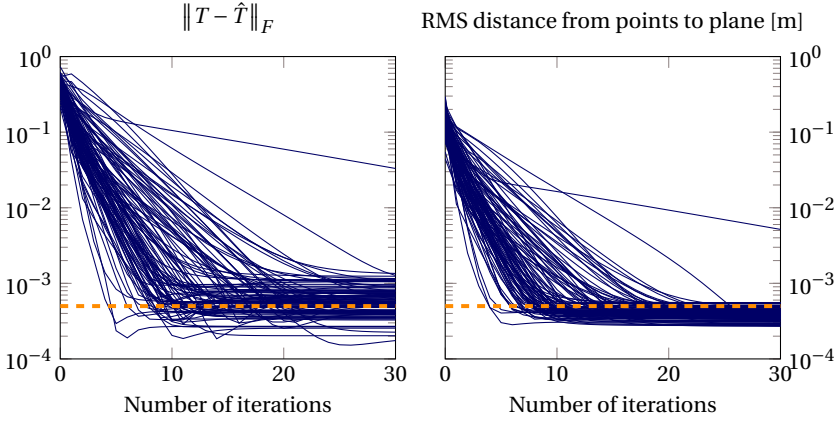 ‖T − T̂‖_F
RMS distance from points to plane [m]
10^0
10^−1
10^−2
10^−3
10^−4
0 10 20 30
Number of iterations
10^0
10^−1
10^−2
10^−3
10^−4
0 10 20 30
Number of iterations